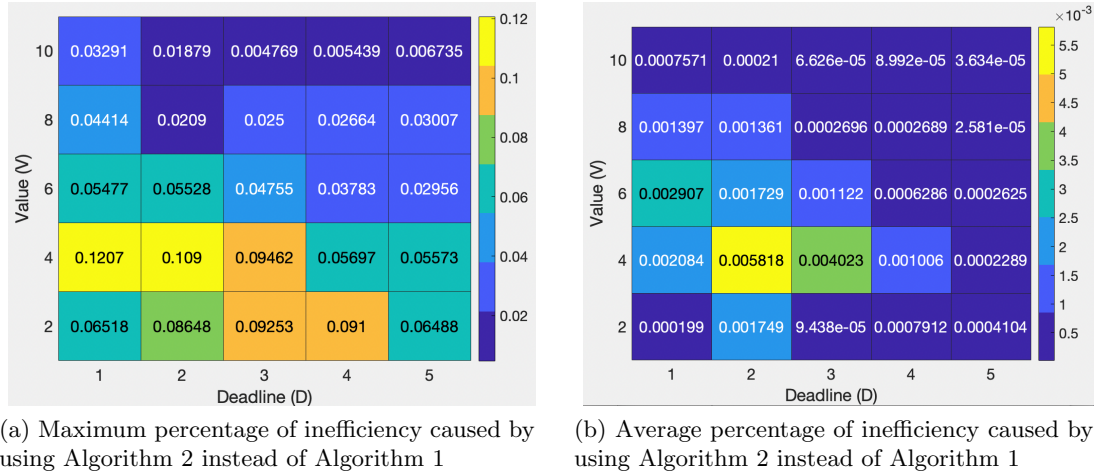 10 0.03291 0.01879 0.004769 0.005439 0.006735
8 0.04414 0.0209 0.025 0.02664 0.03007
6 0.05477 0.05528 0.04755 0.03783 0.02956
4 0.1207 0.109 0.09462 0.05697 0.05573
2 0.06518 0.08648 0.09253 0.091 0.06488
1 2 3 4 5
Deadline (D)
Value (V)
0.12
0.1
0.08
0.06
0.04
0.02
(a) Maximum percentage of inefficiency caused by
using Algorithm 2 instead of Algorithm 1
10 0.0007571 0.00021 6.626e-05 8.992e-05 3.634e-05
8 0.001397 0.001361 0.0002696 0.0002689 2.581e-05
6 0.002907 0.001729 0.001122 0.0006286 0.0002625
4 0.002084 0.005818 0.004023 0.001006 0.0002289
2 0.000199 0.001749 9.438e-05 0.0007912 0.0004104
1 2 3 4 5
Deadline (D)
Value (V)
×10⁻³
5.5
5
4.5
4
3.5
3
2.5
2
1.5
1
0.5
(b) Average percentage of inefficiency caused by
using Algorithm 2 instead of Algorithm 1